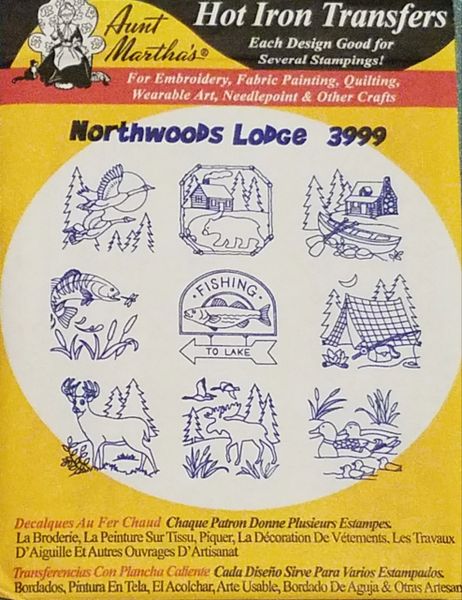 Aunt
Martha's®
Hot Iron Transfers
Each Design Good for
Several Stampings!
For Embroidery, Fabric Painting, Quilting,
Wearable Art, Needlepoint & Other Crafts
Northwoods Lodge 3999
·FISHING·
TO LAKE
Decalques Au Fer Chaud Chaque Patron Donne Plusieurs Estampes.
La Broderie, La Peinture Sur Tissu, Piquer, La Décoration De Vétements, Les Travaux
D'Aiguille Et Autres Ouvrages D'Artisanat
Transferencias Con Plancha Caliente Cada Diseño Sirve Para Varios Estampados.
Bordados, Pintura En Tela, El Acolchar, Arte Usable, Bordado De Aguja & Otras Artesan